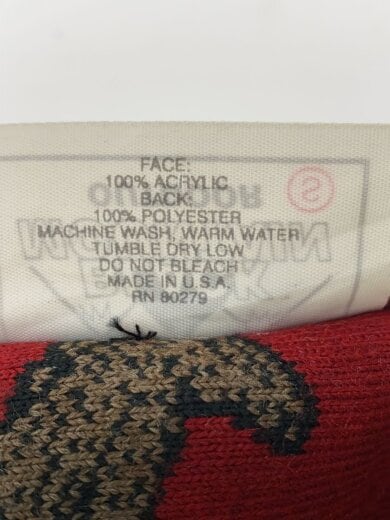 FACE:
100% ACRYLIC
BACK:
100% POLYESTER
MACHINE WASH, WARM WATER
TUMBLE DRY LOW
DO NOT BLEACH
MADE IN U.S.A.
RN 80279
S